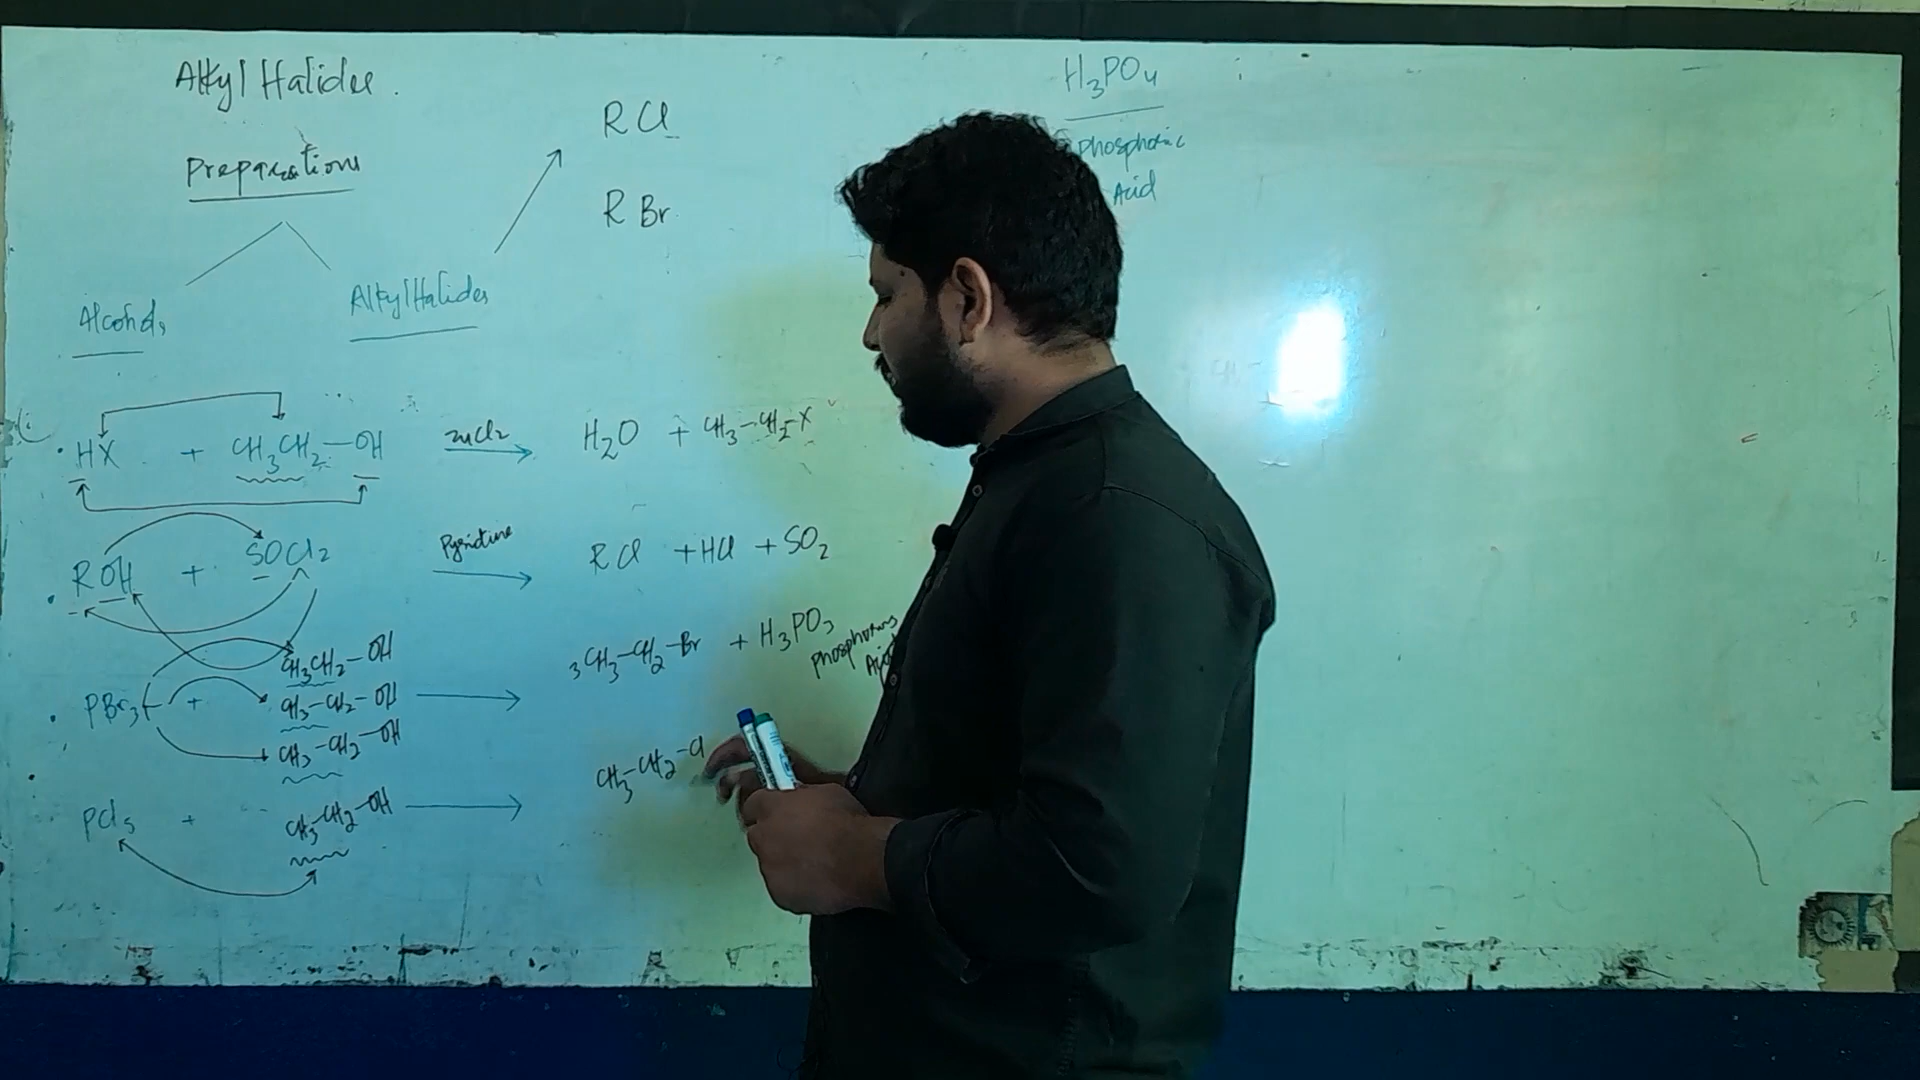 Alkyl Halides.
Preparations
Alcohols
Alkyl Halides
RCl
RBr
H₃PO₄
phosphoric
Acid
HX + CH₃CH₂—OH ZnCl₂ → H₂O + CH₃–CH₂–X
ROH + SOCl₂ Pyridine → RCl + HCl + SO₂
PBr₃ + CH₃CH₂–OH
CH₃–CH₂–OH
CH₃–CH₂–OH
→ 3CH₃–CH₂–Br + H₃PO₃
phosphorus
PCl₅ + CH₃–CH₂–OH → CH₃–CH₂–Cl